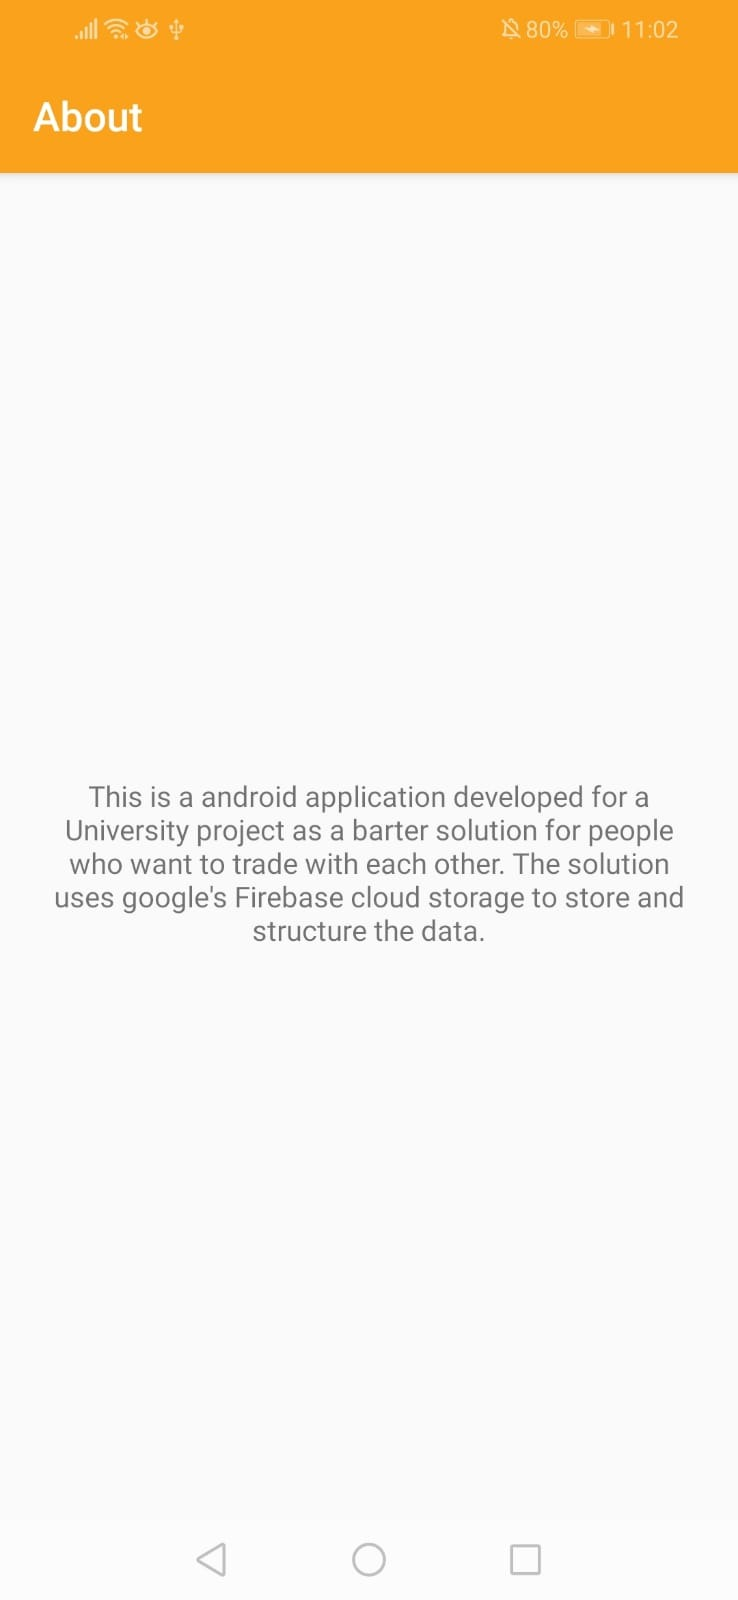 80% 11:02
About
This is a android application developed for a
University project as a barter solution for people
who want to trade with each other. The solution
uses google's Firebase cloud storage to store and
structure the data.